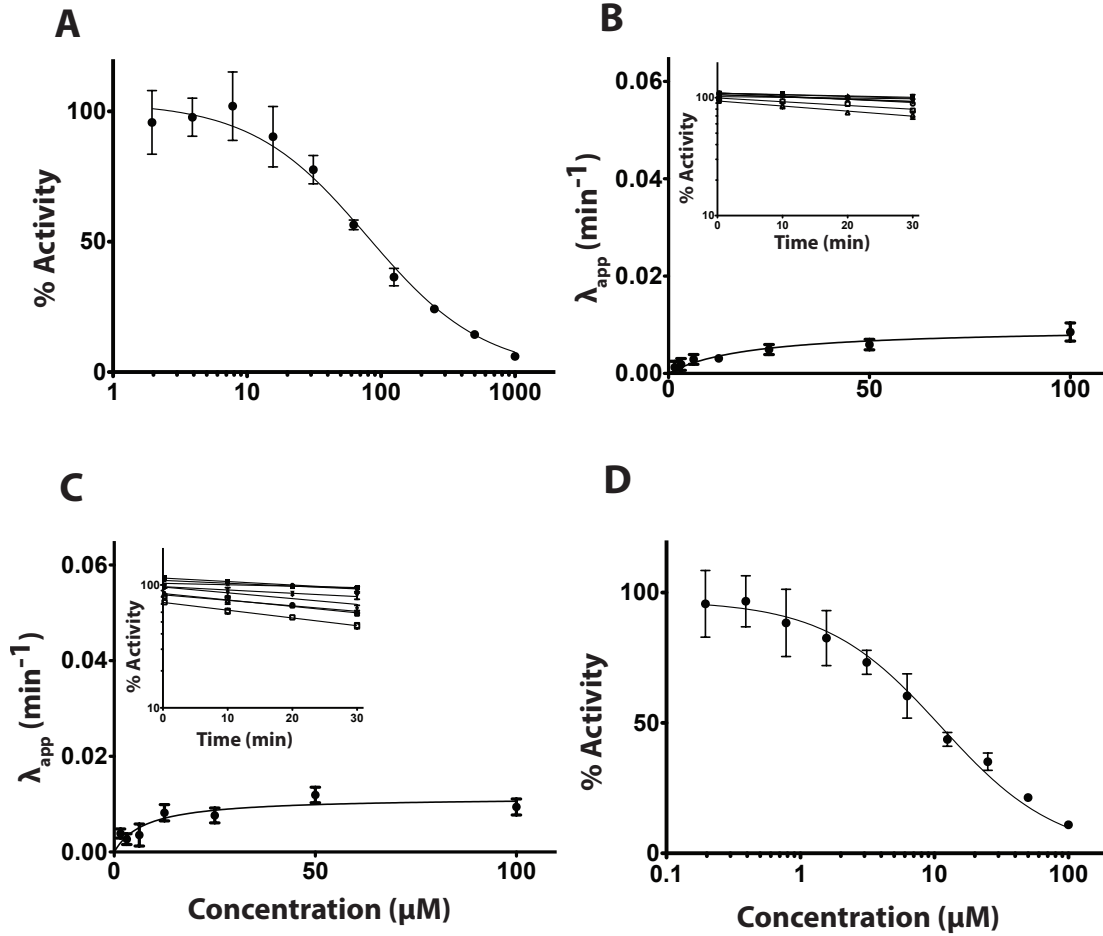 A
% Activity
100
50
0
1 10 100 1000
B
λapp (min⁻¹)
0.06
0.04
0.02
0.00
0 50 100
% Activity
100
10
0 10 20 30
Time (min)
C
λapp (min⁻¹)
0.06
0.04
0.02
0.00
0 50 100
Concentration (µM)
% Activity
100
10
0 10 20 30
Time (min)
D
% Activity
100
50
0
0.1 1 10 100
Concentration (µM)